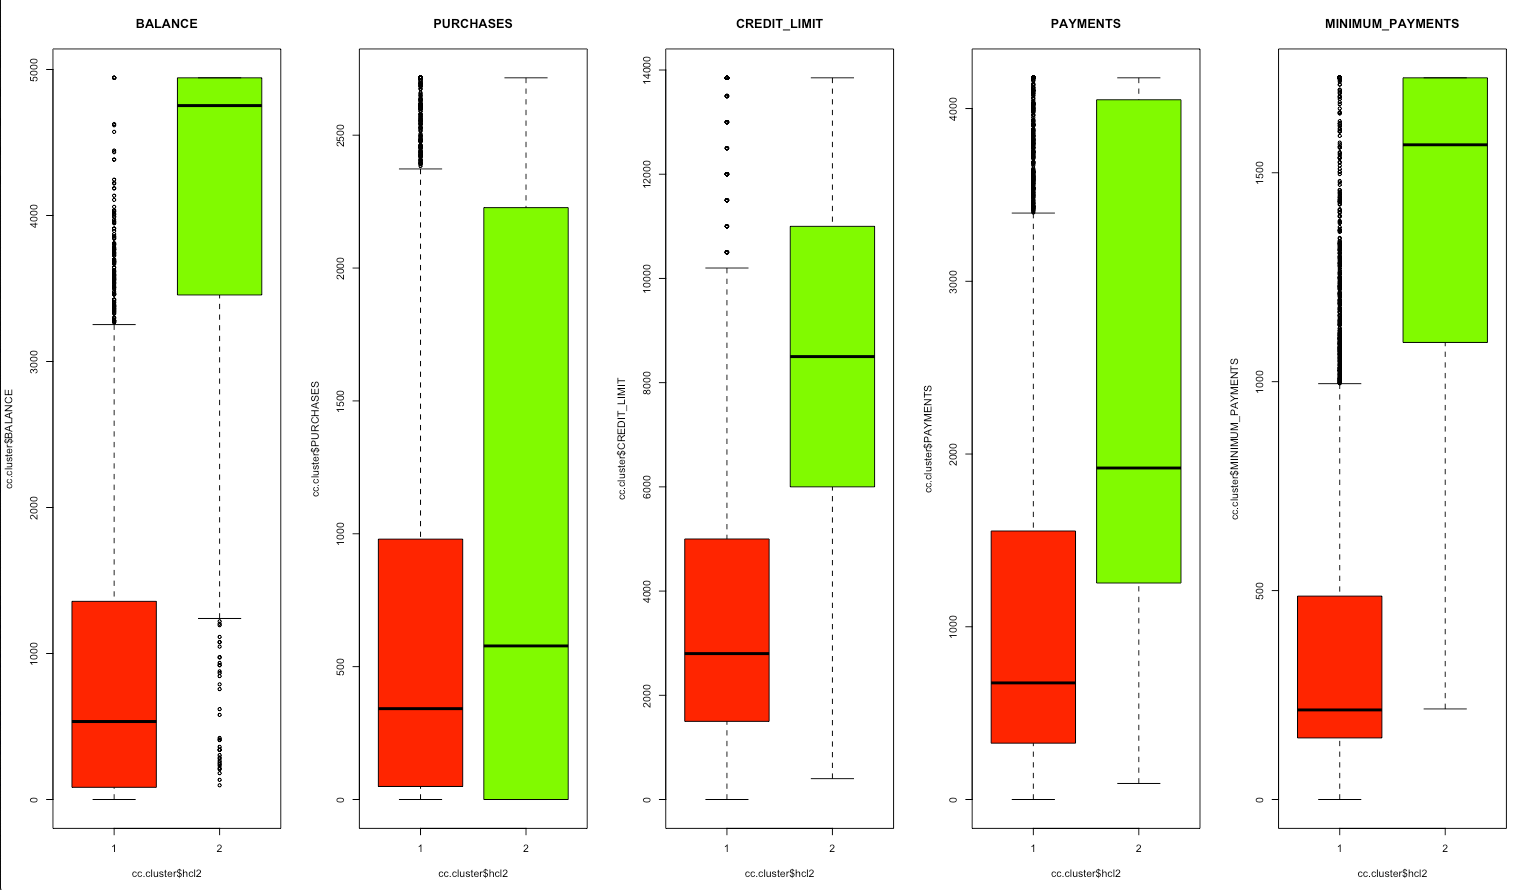 BALANCE
cc.cluster$BALANCE
0
1000
2000
3000
4000
5000
1
2
cc.cluster$hcl2
PURCHASES
cc.cluster$PURCHASES
0
500
1000
1500
2000
2500
1
2
cc.cluster$hcl2
CREDIT_LIMIT
cc.cluster$CREDIT_LIMIT
0
2000
4000
6000
8000
10000
12000
14000
1
2
cc.cluster$hcl2
PAYMENTS
cc.cluster$PAYMENTS
0
1000
2000
3000
4000
1
2
cc.cluster$hcl2
MINIMUM_PAYMENTS
cc.cluster$MINIMUM_PAYMENTS
0
500
1000
1500
1
2
cc.cluster$hcl2